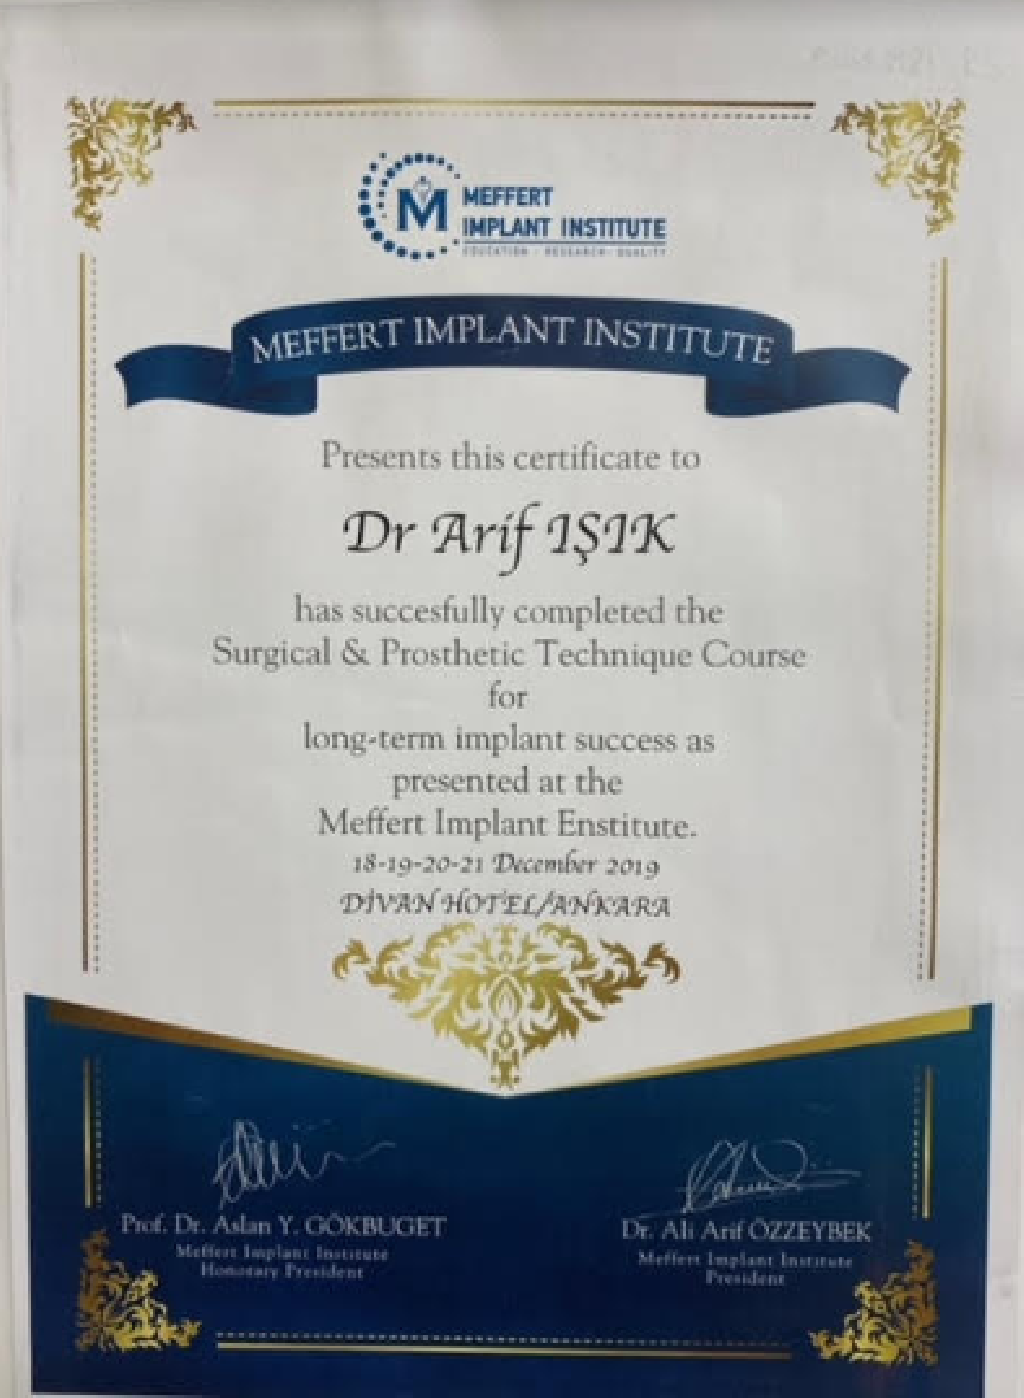 MEFFERT
IMPLANT INSTITUTE
EDUCATION - RESEARCH - QUALITY
MEFFERT IMPLANT INSTITUTE
Presents this certificate to
Dr Arif IŞIK
has succesfully completed the
Surgical & Prosthetic Technique Course
for
long-term implant success as
presented at the
Meffert Implant Enstitute.
18-19-20-21 December 2019
DİVAN HOTEL/ANKARA
Prof. Dr. Aslan Y. GÖKBUGET
Meffert Implant Institute
Honorary President
Dr. Ali Arif ÖZZEYBEK
Meffert Implant Institute
President